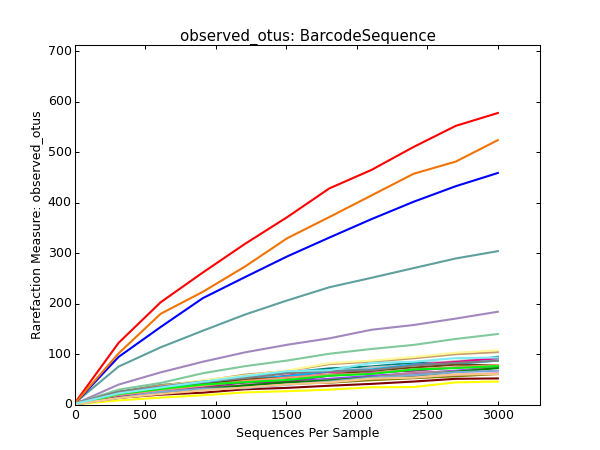 observed_otus: BarcodeSequence
700
600
500
400
300
200
100
0
Rarefaction Measure: observed_otus
0 500 1000 1500 2000 2500 3000
Sequences Per Sample